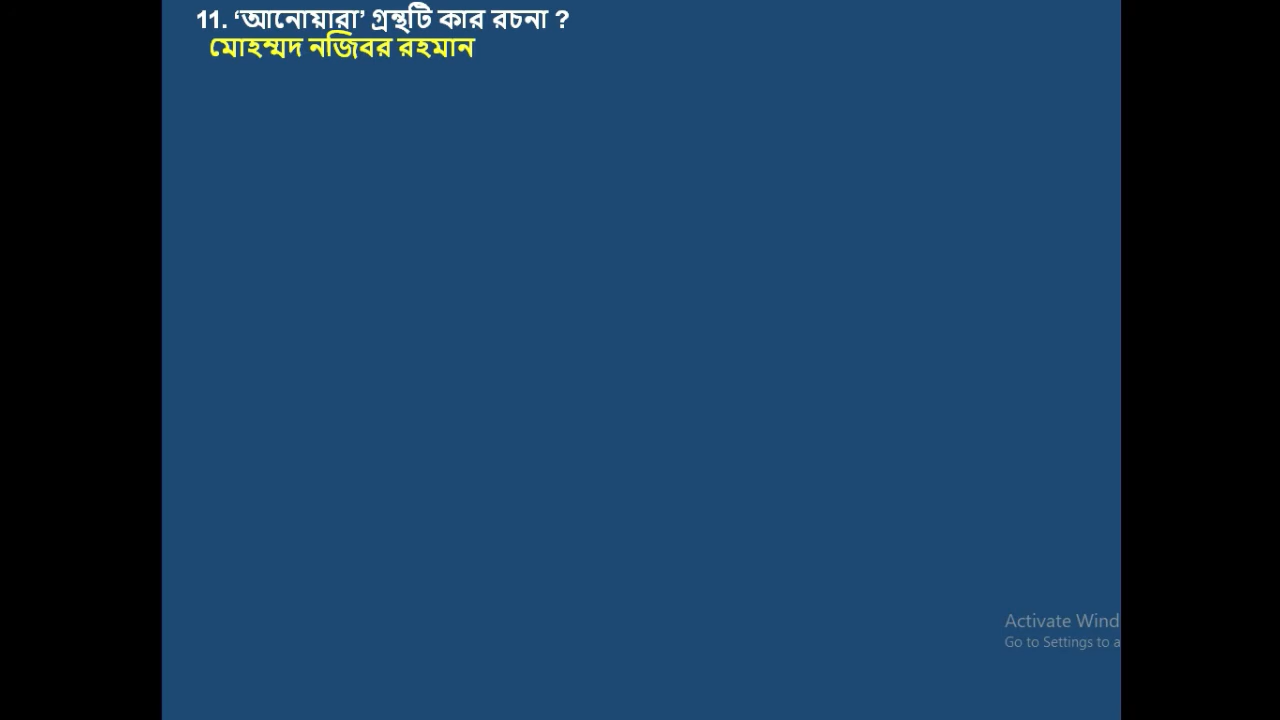 11. ‘আনোয়ারা’ গ্রন্থটি কার রচনা ?
মোহম্মদ নজিবর রহমান
Activate Wind
Go to Settings to a